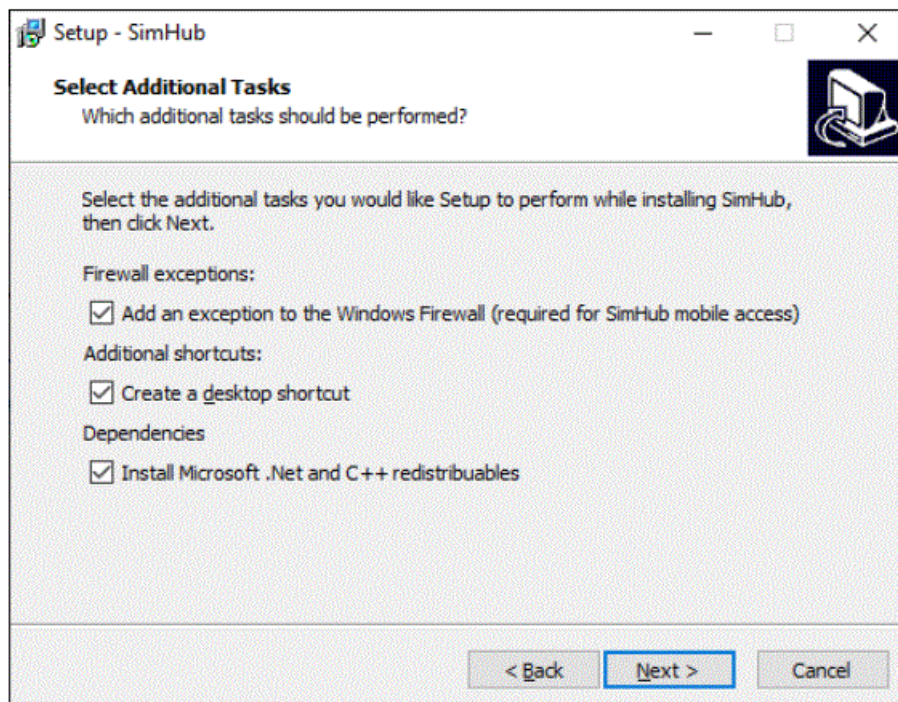 Setup - SimHub
Select Additional Tasks
Which additional tasks should be performed?
Select the additional tasks you would like Setup to perform while installing SimHub,
then click Next.
Firewall exceptions:
Add an exception to the Windows Firewall (required for SimHub mobile access)
Additional shortcuts:
Create a desktop shortcut
Dependencies
Install Microsoft .Net and C++ redistribuables
< Back Next > Cancel